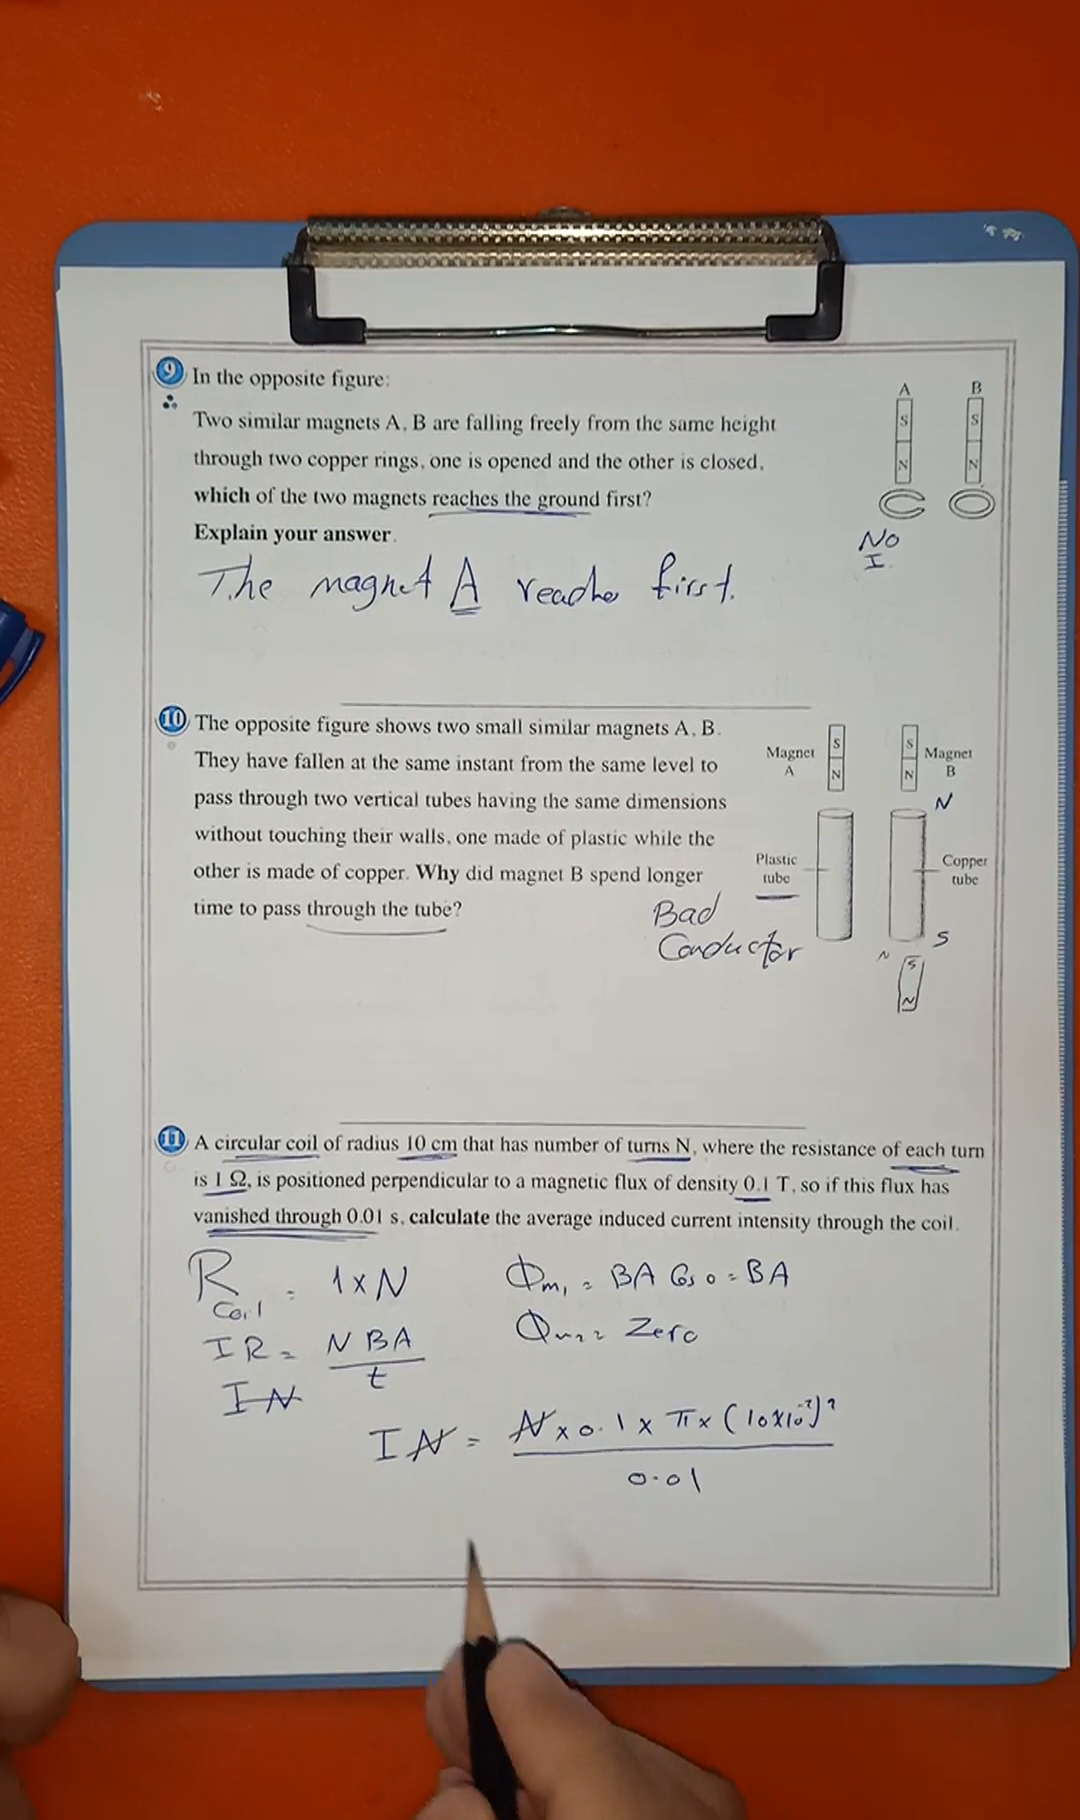 9 In the opposite figure:
Two similar magnets A, B are falling freely from the same height
through two copper rings, one is opened and the other is closed,
which of the two magnets reaches the ground first?
Explain your answer.
A
S
N
B
S
N
No
I
The magnet A reache first.
10 The opposite figure shows two small similar magnets A, B.
They have fallen at the same instant from the same level to
pass through two vertical tubes having the same dimensions
without touching their walls, one made of plastic while the
other is made of copper. Why did magnet B spend longer
time to pass through the tube?
Magnet
A
S
N
S
N
Magnet
B
N
Plastic
tube
Copper
tube
Bad
Conductor
S
N
S
N
11 A circular coil of radius 10 cm that has number of turns N, where the resistance of each turn
is 1 Ω, is positioned perpendicular to a magnetic flux of density 0.1 T, so if this flux has
vanished through 0.01 s, calculate the average induced current intensity through the coil.
R Coil = 1 x N
Φm1 = BA Cos 0 = BA
IR = N BA / t
Φm2 = Zero
IN
IN = N x 0.1 x π x (10x10⁻²)² / 0.01